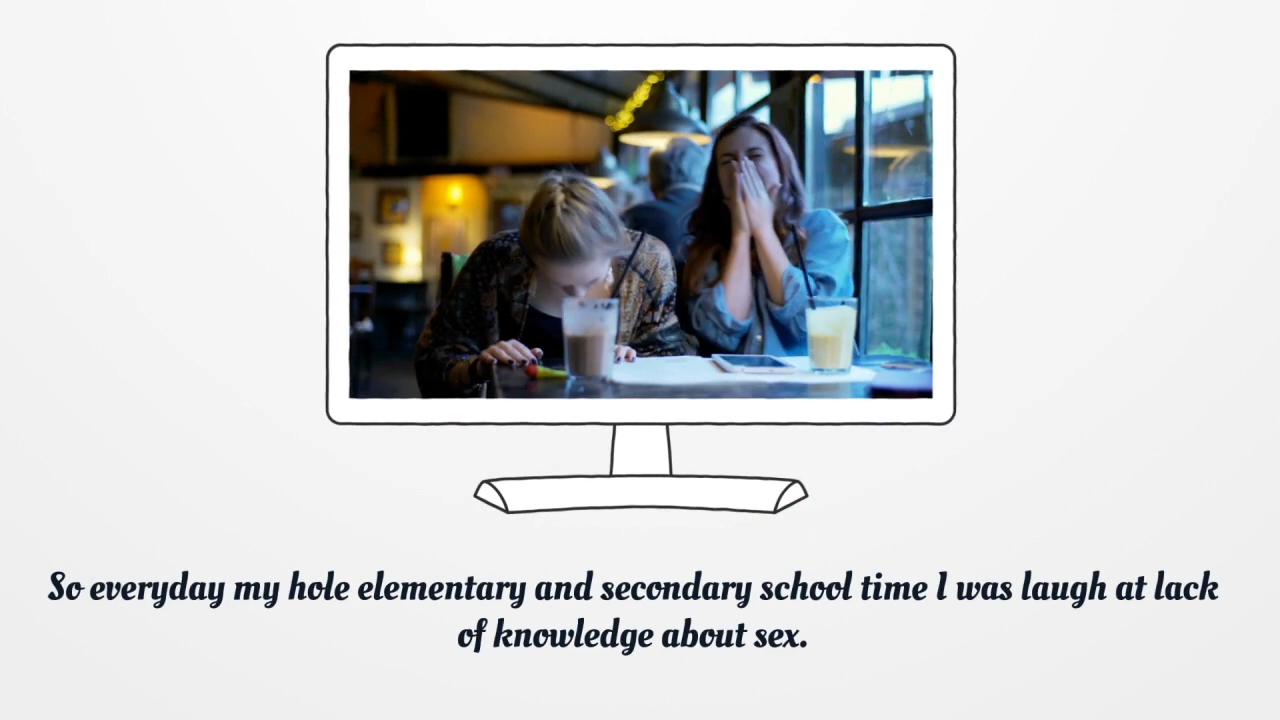 So everyday my hole elementary and secondary school time I was laugh at lack
of knowledge about sex.